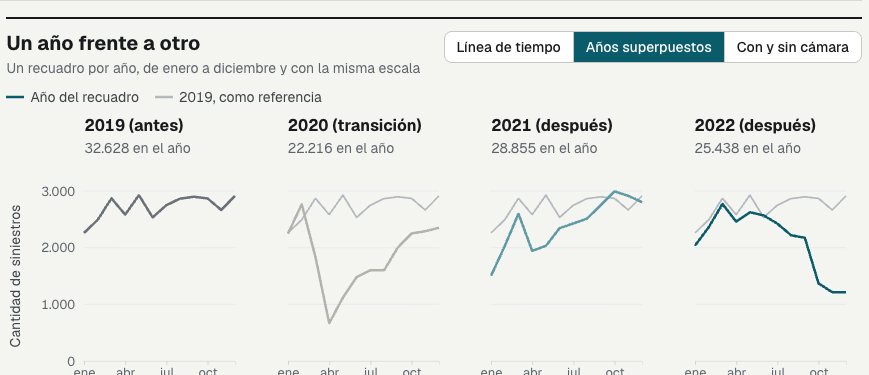 Un año frente a otro
Un recuadro por año, de enero a diciembre y con la misma escala
Línea de tiempo
Años superpuestos
Con y sin cámara
Año del recuadro
2019, como referencia
2019 (antes)
32.628 en el año
2020 (transición)
22.216 en el año
2021 (después)
28.855 en el año
2022 (después)
25.438 en el año
Cantidad de siniestros
3.000
2.000
1.000
0
ene abr jul oct
ene abr jul oct
ene abr jul oct
ene abr jul oct